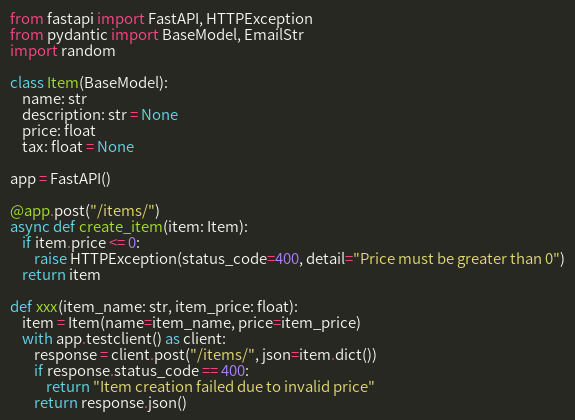 from fastapi import FastAPI, HTTPException
from pydantic import BaseModel, EmailStr
import random

class Item(BaseModel):
    name: str
    description: str = None
    price: float
    tax: float = None

app = FastAPI()

@app.post("/items/")
async def create_item(item: Item):
    if item.price <= 0:
        raise HTTPException(status_code=400, detail="Price must be greater than 0")
    return item

def xxx(item_name: str, item_price: float):
    item = Item(name=item_name, price=item_price)
    with app.testclient() as client:
        response = client.post("/items/", json=item.dict())
        if response.status_code == 400:
            return "Item creation failed due to invalid price"
        return response.json()